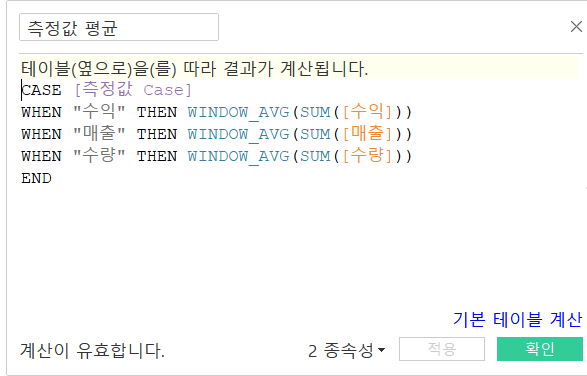 측정값 평균
테이블(옆으로)을(를) 따라 결과가 계산됩니다.
CASE [측정값 Case]
WHEN "수익" THEN WINDOW_AVG(SUM([수익]))
WHEN "매출" THEN WINDOW_AVG(SUM([매출]))
WHEN "수량" THEN WINDOW_AVG(SUM([수량]))
END
기본 테이블 계산
계산이 유효합니다. 2 종속성 적용 확인